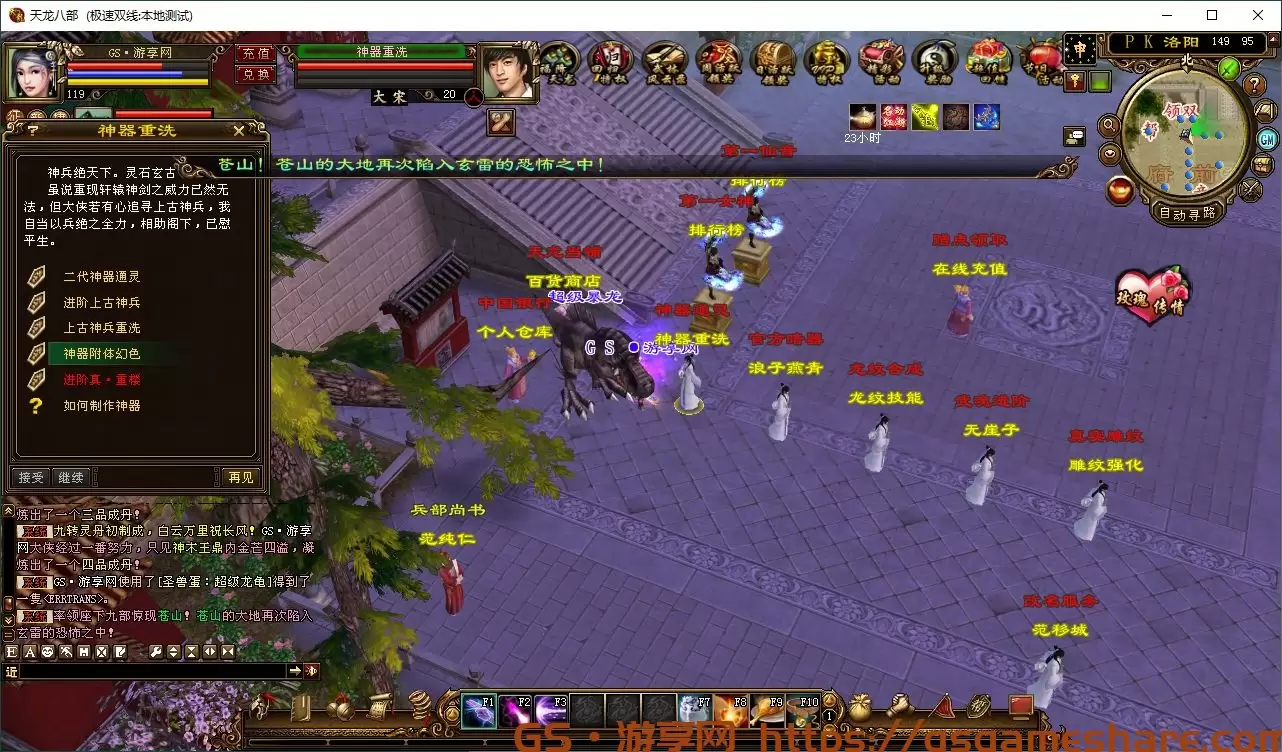 天龙八部 (极速双线:本地测试)
GS·游享网
119
充值
兑换
神器重洗
大宋
20
23小时
PK 洛阳 149 95
北
申
GM
自动寻路
神器重洗
苍山！苍山的大地再次陷入玄雷的恐怖之中！
神兵绝天下。灵石玄古
虽说重现轩辕神剑之威力已然无
法，但大侠若有心追寻上古神兵，我
自当以兵绝之全力，相助阁下，已慰
平生。
二代神器通灵
进阶上古神兵
上古神兵重洗
神器附体幻色
进阶真·重楼
如何制作神器
接受
继续
再见
第一仙音
排行榜
第一女神
排行榜
天龙当铺
百货商店
超级暴龙
中国银行
个人仓库
神器通灵
神器重洗
GS
游享网
官方暗器
浪子燕青
龙纹合成
龙纹技能
武魂进阶
无崖子
真实雕纹
雕纹强化
赠点领取
在线充值
玫瑰传情
兵部尚书
范纯仁
改名服务
范移城
炼出了一个三品成丹！
九转灵丹初制成，白云万里祝长风！GS·游享
网大侠经过一番努力，只见神木王鼎内金芒四溢，凝
炼出了一个四品成丹！
GS·游享网使用了[圣兽蛋：超级龙龟]得到了
一隻<ERRTRANS>。
率领座下九部惊现苍山！苍山的大地再次陷入
玄雷的恐怖之中！
近
F1
F2
F3
F7
F8
F9
F10
1
GS·游享网 https://gsgameshare.com